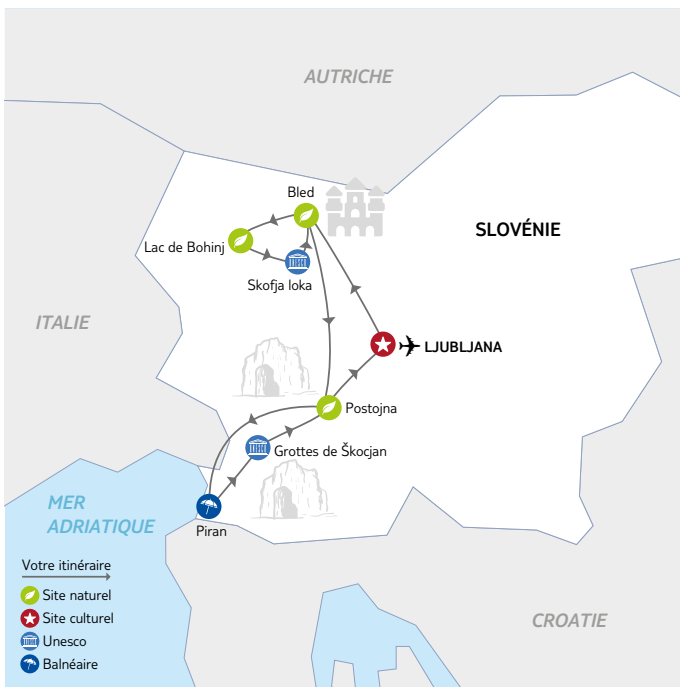 AUTRICHE
Bled
SLOVÉNIE
Lac de Bohinj
Skofja loka
ITALIE
LJUBLJANA
Postojna
Grottes de Škocjan
MER
ADRIATIQUE
Piran
Votre itinéraire
Site naturel
Site culturel
Unesco
Balnéaire
CROATIE